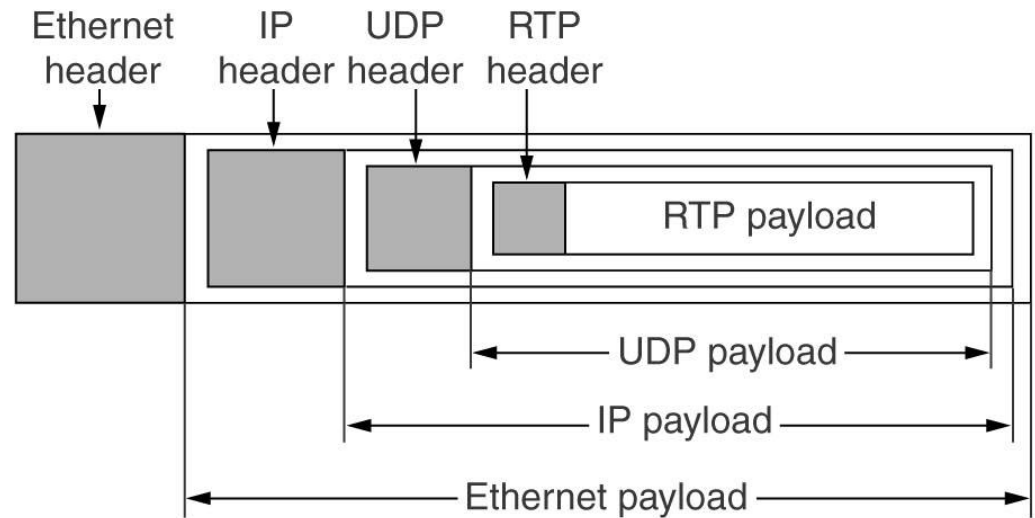 Ethernet header
IP header
UDP header
RTP header
RTP payload
UDP payload
IP payload
Ethernet payload